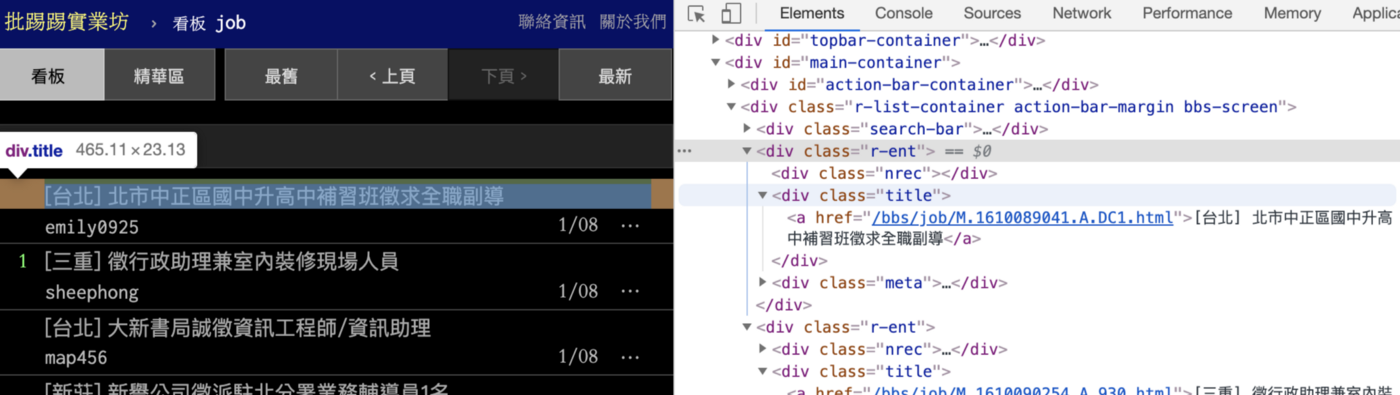 批踢踢實業坊 › 看板 job 聯絡資訊 關於我們
看板 精華區 最舊 ‹ 上頁 下頁 › 最新
div.title 465.11 × 23.13
[台北] 北市中正區國中升高中補習班徵求全職副導
emily0925 1/08 ⋯
1 [三重] 徵行政助理兼室內裝修現場人員
sheephong 1/08 ⋯
[台北] 大新書局誠徵資訊工程師/資訊助理
map456 1/08 ⋯
[新莊] 新譽公司徵派駐北分署業務輔導員1名
Elements Console Sources Network Performance Memory Applic
▶<div id="topbar-container">…</div>
▼<div id="main-container">
▶<div id="action-bar-container">…</div>
▼<div class="r-list-container action-bar-margin bbs-screen">
▶<div class="search-bar">…</div>
⋯ ▼<div class="r-ent"> == $0
<div class="nrec"></div>
▼<div class="title">
<a href="/bbs/job/M.1610089041.A.DC1.html">[台北] 北市中正區國中升高
中補習班徵求全職副導</a>
</div>
▶<div class="meta">…</div>
</div>
▼<div class="r-ent">
▶<div class="nrec">…</div>
▼<div class="title">
<a href="/bbs/job/M.1610090254.A.930.html">[三重] 徵行政助理兼室內裝